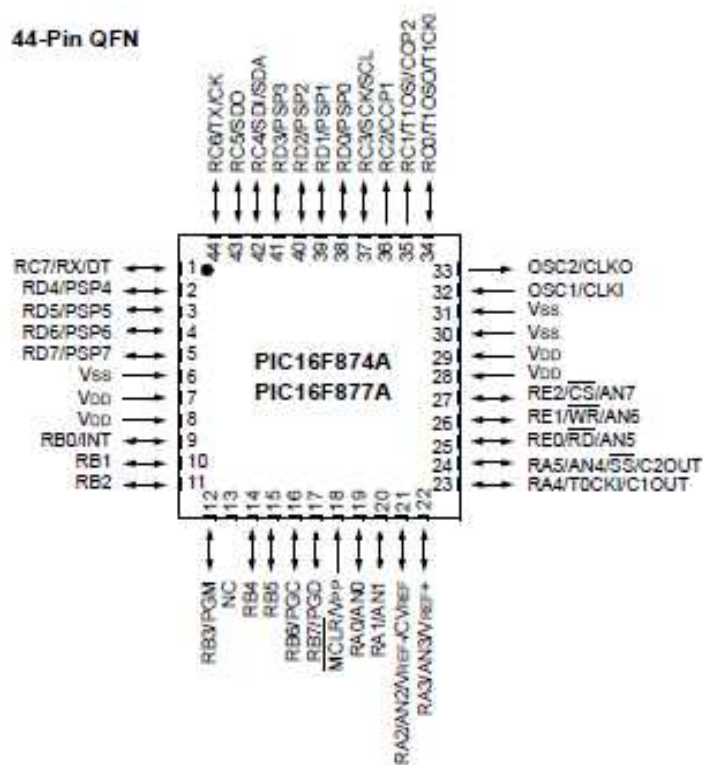 44-Pin QFN
RC6/TX/CK
RC5/SDO
RC4/SDI/SDA
RD3/PSP3
RD2/PSP2
RD1/PSP1
RD0/PSP0
RC3/SCK/SCL
RC2/CCP1
RC1/T1OSI/CCP2
RC0/T1OSO/T1CKI
44 43 42 41 40 39 38 37 36 35 34
RC7/RX/DT 1
RD4/PSP4 2
RD5/PSP5 3
RD6/PSP6 4
RD7/PSP7 5
VSS 6
VDD 7
VDD 8
RB0/INT 9
RB1 10
RB2 11
PIC16F874A
PIC16F877A
33 OSC2/CLKO
32 OSC1/CLKI
31 VSS
30 VSS
29 VDD
28 VDD
27 RE2/CS/AN7
26 RE1/WR/AN6
25 RE0/RD/AN5
24 RA5/AN4/SS/C2OUT
23 RA4/T0CKI/C1OUT
12 13 14 15 16 17 18 19 20 21 22
RB3/PGM
NC
RB4
RB5
RB6/PGC
RB7/PGD
MCLR/VPP
RA0/AN0
RA1/AN1
RA2/AN2/VREF-/CVREF
RA3/AN3/VREF+